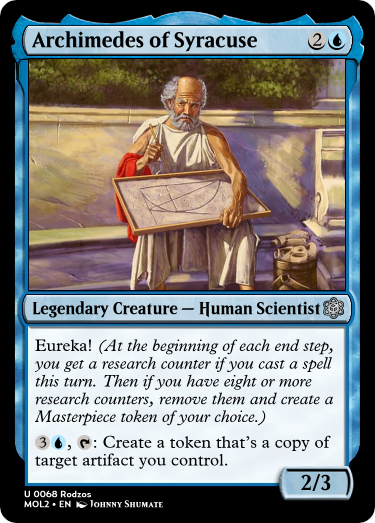 Archimedes of Syracuse 2
Legendary Creature — Human Scientist
Eureka! (At the beginning of each end step,
you get a research counter if you cast a spell
this turn. Then if you have eight or more
research counters, remove them and create a
Masterpiece token of your choice.)
3, : Create a token that's a copy of
target artifact you control.
2/3
U 0068 Rodzos
MOL2 • EN Johnny Shumate